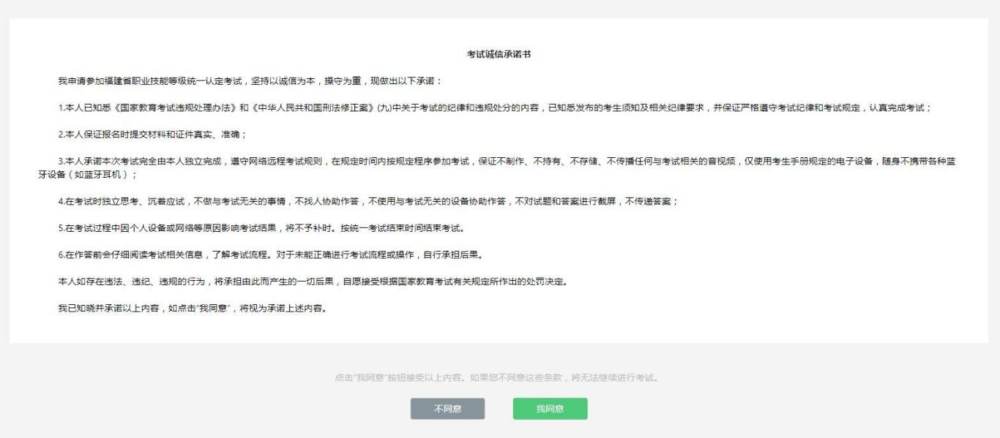 考试诚信承诺书
我申请参加福建省职业技能等级统一认定考试，坚持以诚信为本，操守为重，现做出以下承诺：
1.本人已知悉《国家教育考试违规处理办法》和《中华人民共和国刑法修正案》(九)中关于考试的纪律和违规处分的内容，已知悉发布的考生须知及相关纪律要求，并保证严格遵守考试纪律和考试规定，认真完成考试；
2.本人保证报名时提交材料和证件真实、准确；
3.本人承诺本次考试完全由本人独立完成，遵守网络远程考试规则，在规定时间内按规定程序参加考试，保证不制作、不持有、不存储、不传播任何与考试相关的音视频，仅使用考生手册规定的电子设备，随身不携带各种蓝
牙设备（如蓝牙耳机）；
4.在考试时独立思考、沉着应试，不做与考试无关的事情，不找人协助作答，不使用与考试无关的设备协助作答，不对试题和答案进行截屏，不传递答案；
5.在考试过程中因个人设备或网络等原因影响考试结果，将不予补时。按统一考试结束时间结束考试。
6.在作答前会仔细阅读考试相关信息，了解考试流程。对于未能正确进行考试流程或操作，自行承担后果。
本人如存在违法、违纪、违规的行为，将承担由此而产生的一切后果，自愿接受根据国家教育考试有关规定所作出的处罚决定。
我已知晓并承诺以上内容，如点击“我同意”，将视为承诺上述内容。
点击“我同意”按钮接受以上内容。如果您不同意这些条款，将无法继续进行考试。
不同意 我同意